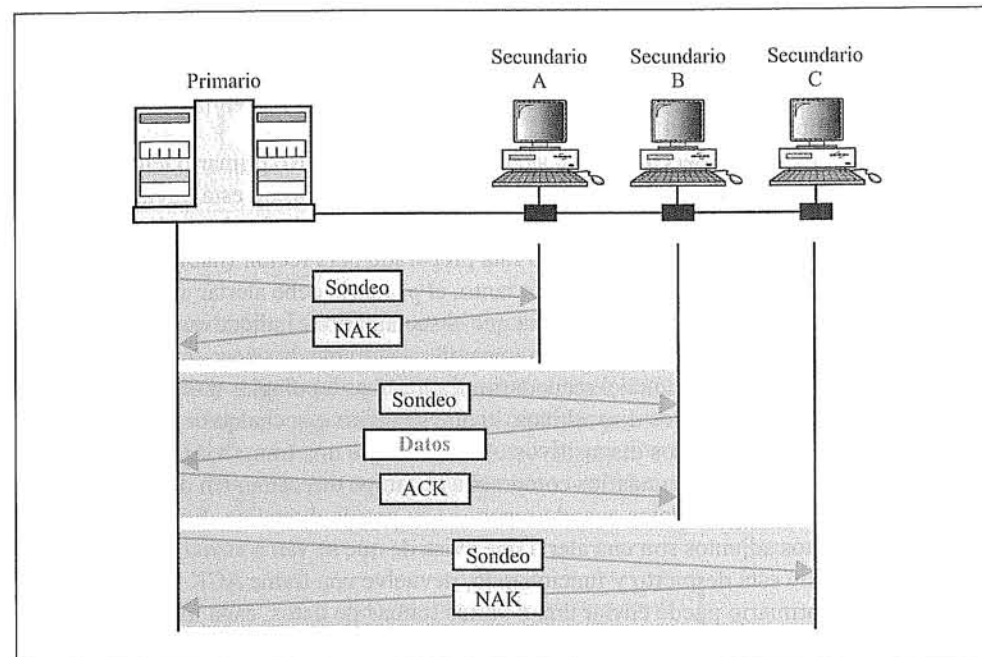 Primario
Secundario
A
Secundario
B
Secundario
C
Sondeo
NAK
Sondeo
Datos
ACK
Sondeo
NAK